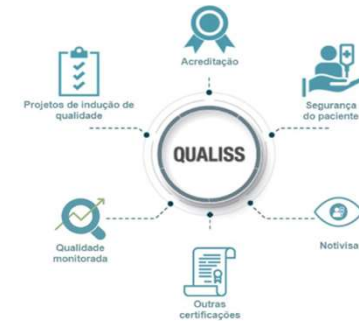 Acreditação
Projetos de indução de
qualidade
Segurança
do paciente
QUALISS
Qualidade
monitorada
Notivisa
Outras
certificações